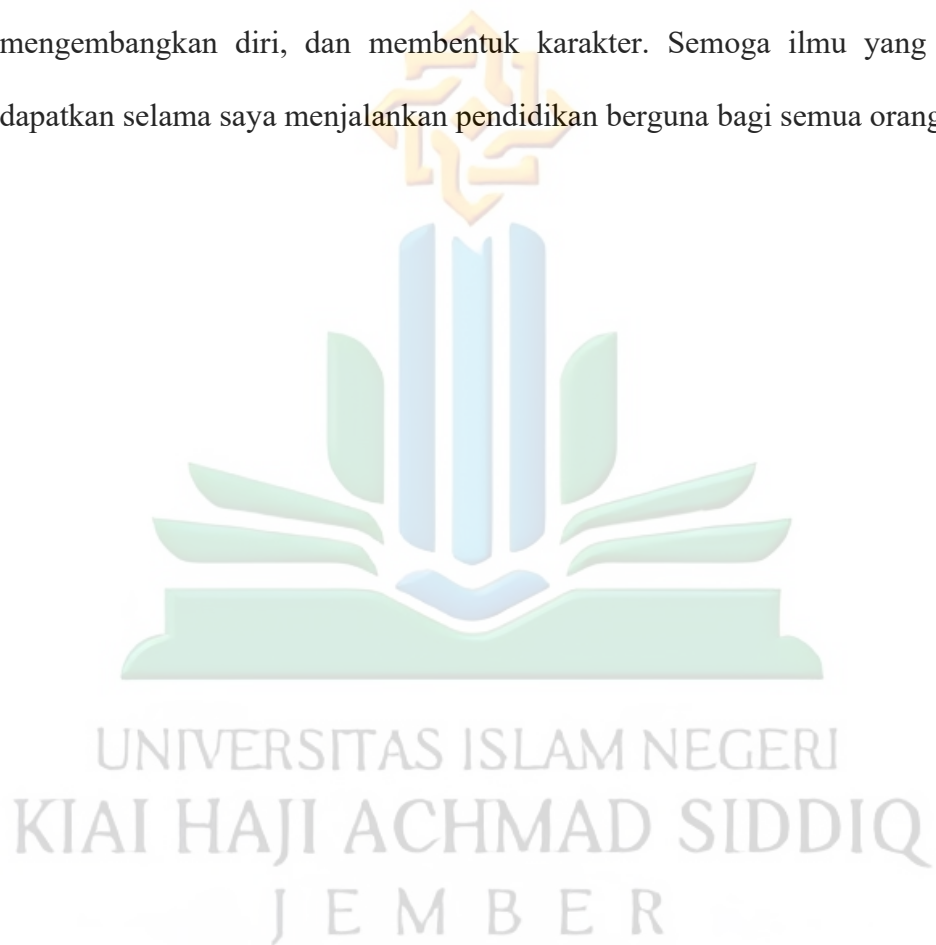 mengembangkan diri, dan membentuk karakter. Semoga ilmu yang
dapatkan selama saya menjalankan pendidikan berguna bagi semua orang
UNIVERSITAS ISLAM NEGERI
KIAI HAJI ACHMAD SIDDIQ
JEMBER